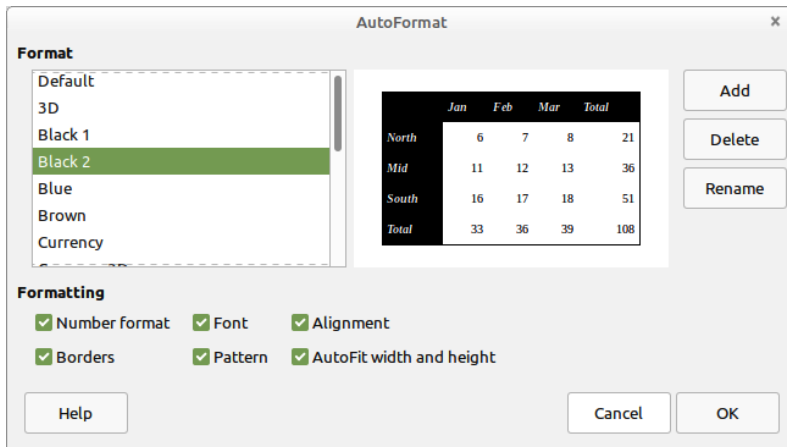 AutoFormat
Format
Default
3D
Black 1
Black 2
Blue
Brown
Currency
Jan Feb Mar Total
North 6 7 8 21
Mid 11 12 13 36
South 16 17 18 51
Total 33 36 39 108
Add
Delete
Rename
Formatting
Number format Font Alignment
Borders Pattern AutoFit width and height
Help Cancel OK